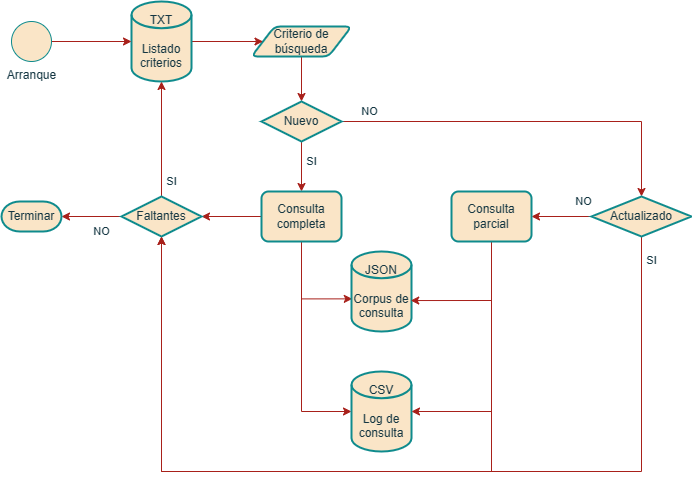 TXT
Listado
criterios
Arranque
Criterio de
búsqueda
Nuevo
NO
SI
SI
Terminar
NO
Faltantes
Consulta
completa
Consulta
parcial
NO
Actualizado
SI
JSON
Corpus de
consulta
CSV
Log de
consulta